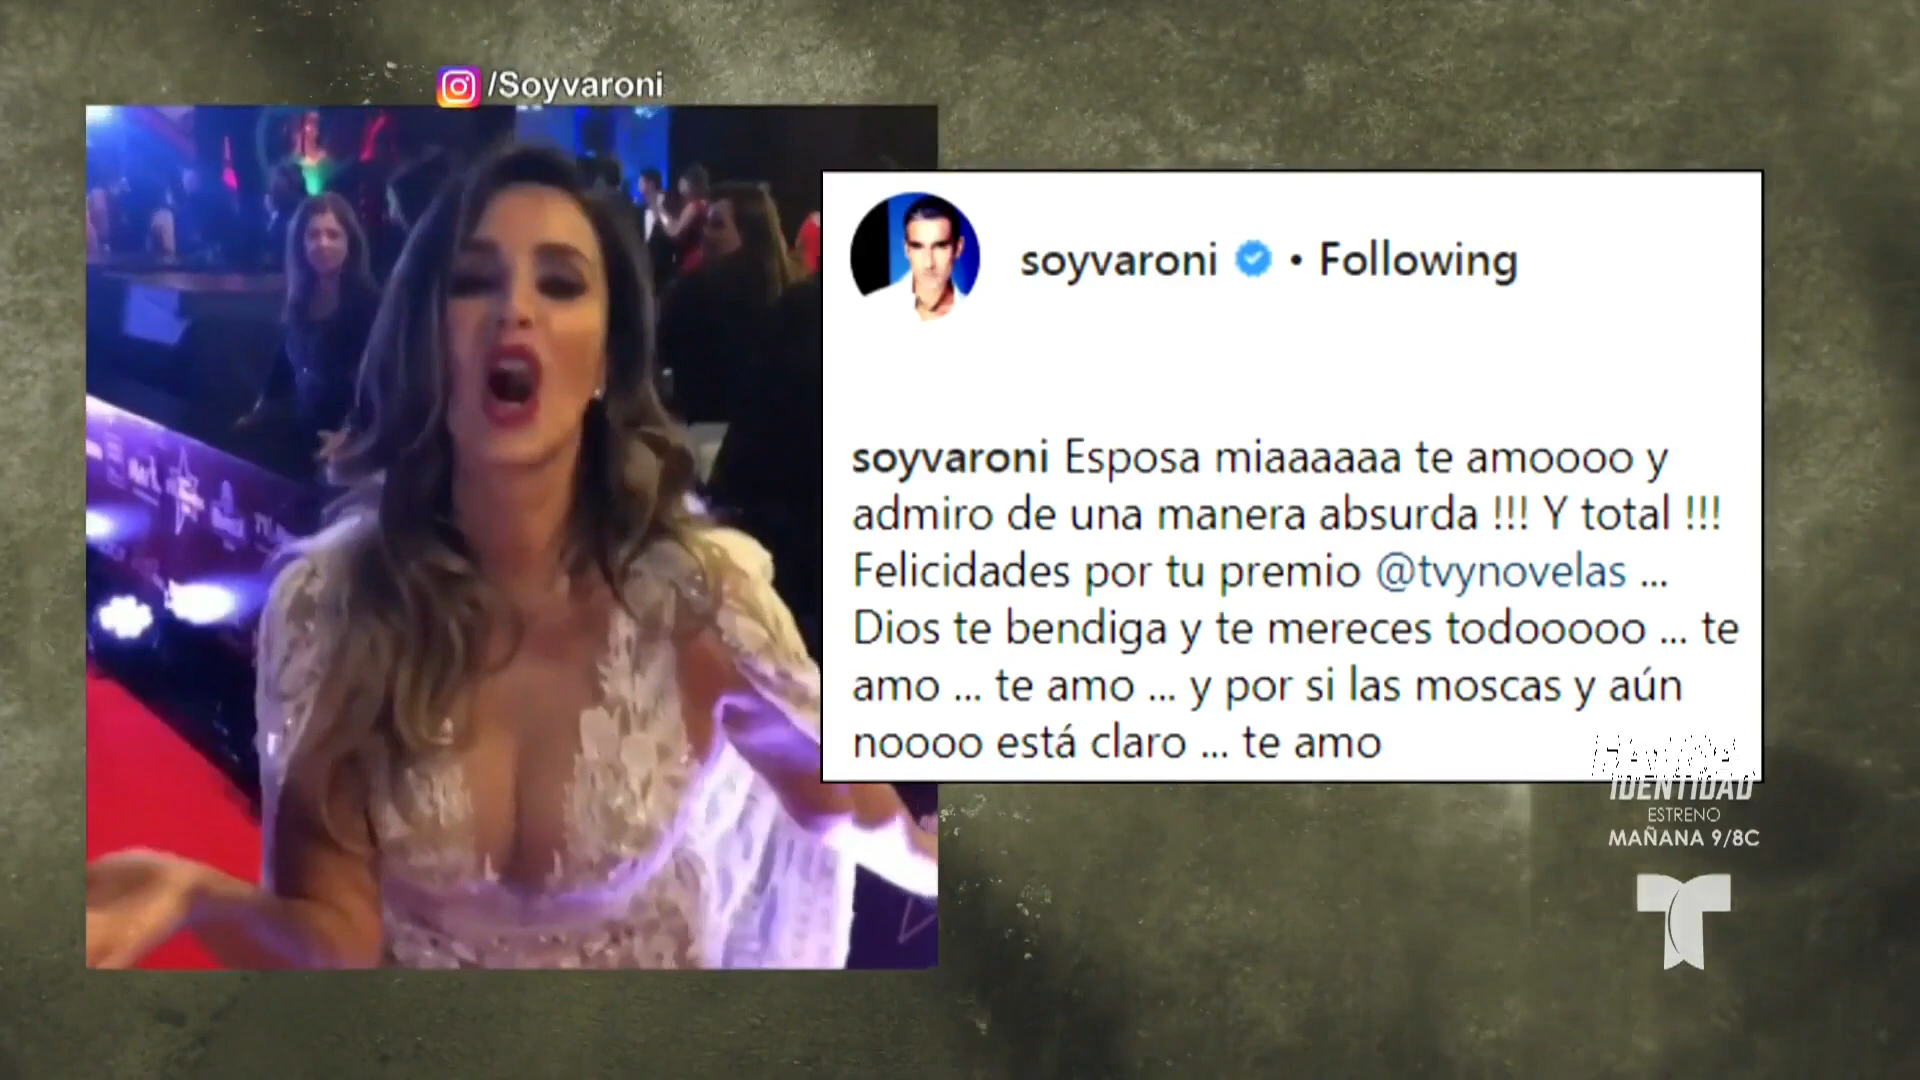 /Soyvaroni
soyvaroni • Following
soyvaroni Esposa miaaaaaa te amoooo y
admiro de una manera absurda !!! Y total !!!
Felicidades por tu premio @tvynovelas ...
Dios te bendiga y te mereces todooooo ... te
amo ... te amo ... y por si las moscas y aún
noooo está claro ... te amo
IDENTIDAD
ESTRENO
MAÑANA 9/8C